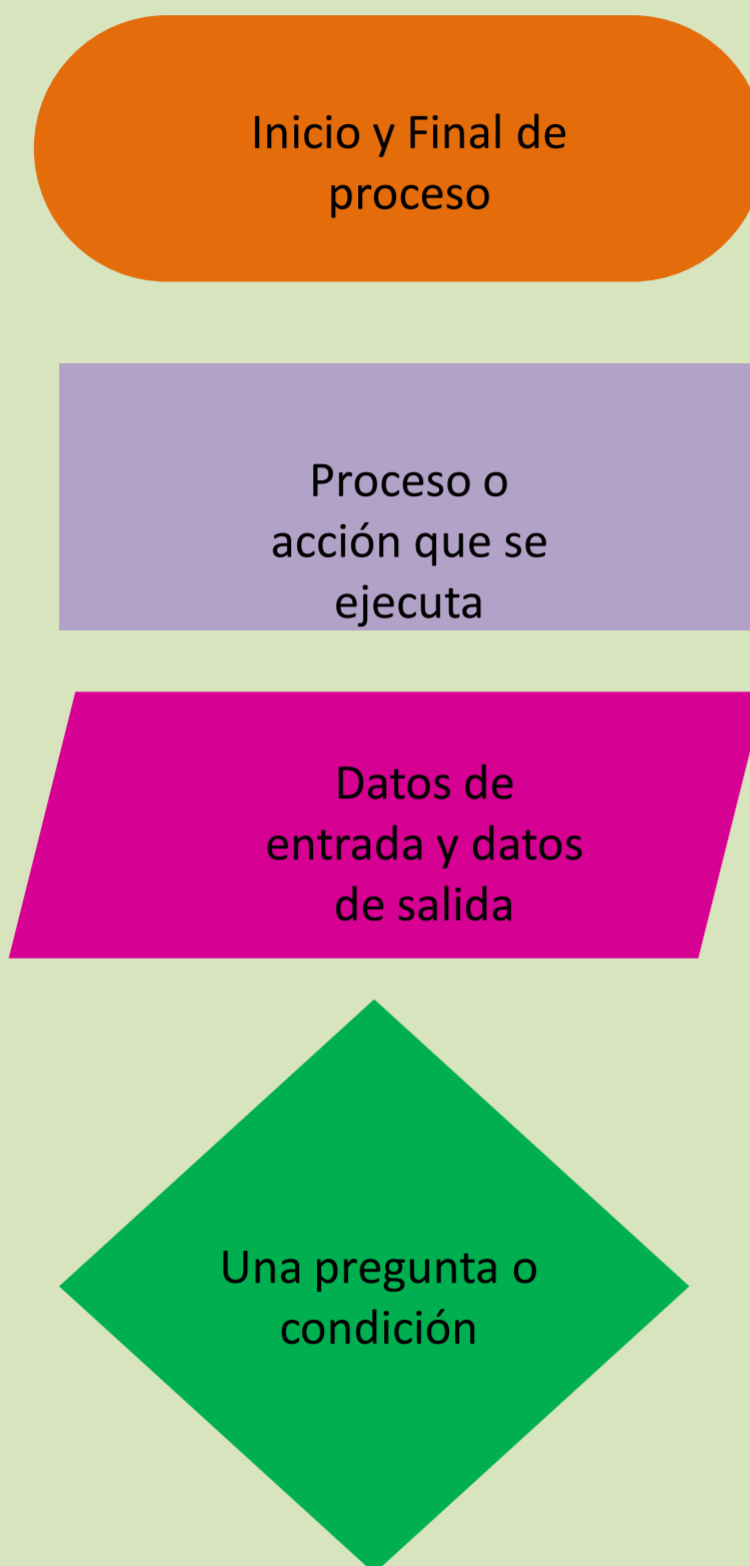 Inicio y Final de
proceso
Proceso o
acción que se
ejecuta
Datos de
entrada y datos
de salida
Una pregunta o
condición